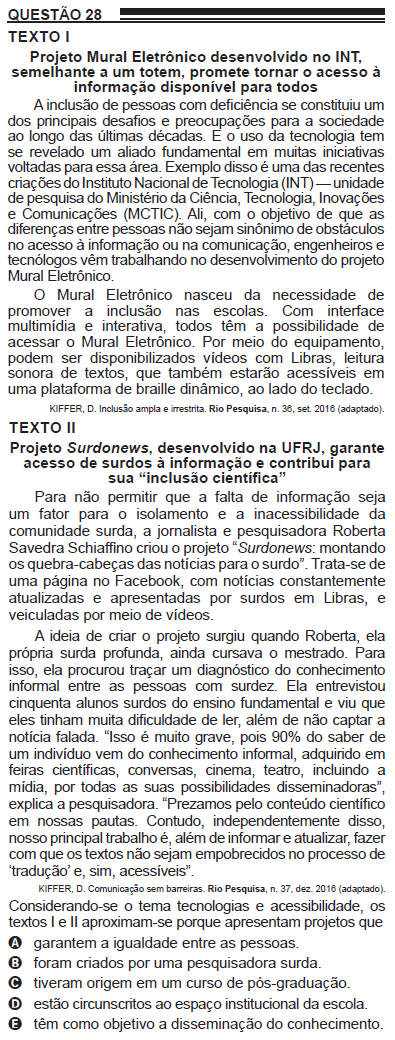 QUESTÃO 28
TEXTO I
Projeto Mural Eletrônico desenvolvido no INT,
semelhante a um totem, promete tornar o acesso à
informação disponível para todos
A inclusão de pessoas com deficiência se constituiu um
dos principais desafios e preocupações para a sociedade
ao longo das últimas décadas. E o uso da tecnologia tem
se revelado um aliado fundamental em muitas iniciativas
voltadas para essa área. Exemplo disso é uma das recentes
criações do Instituto Nacional de Tecnologia (INT) — unidade
de pesquisa do Ministério da Ciência, Tecnologia, Inovações
e Comunicações (MCTIC). Ali, com o objetivo de que as
diferenças entre pessoas não sejam sinônimo de obstáculos
no acesso à informação ou na comunicação, engenheiros e
tecnólogos vêm trabalhando no desenvolvimento do projeto
Mural Eletrônico.
O Mural Eletrônico nasceu da necessidade de
promover a inclusão nas escolas. Com interface
multimídia e interativa, todos têm a possibilidade de
acessar o Mural Eletrônico. Por meio do equipamento,
podem ser disponibilizados vídeos com Libras, leitura
sonora de textos, que também estarão acessíveis em
uma plataforma de braille dinâmico, ao lado do teclado.
KIFFER, D. Inclusão ampla e irrestrita. Rio Pesquisa, n. 36, set. 2016 (adaptado).
TEXTO II
Projeto Surdonews, desenvolvido na UFRJ, garante
acesso de surdos à informação e contribui para
sua “inclusão científica”
Para não permitir que a falta de informação seja
um fator para o isolamento e a inacessibilidade da
comunidade surda, a jornalista e pesquisadora Roberta
Savedra Schiaffino criou o projeto “Surdonews: montando
os quebra-cabeças das notícias para o surdo”. Trata-se de
uma página no Facebook, com notícias constantemente
atualizadas e apresentadas por surdos em Libras, e
veiculadas por meio de vídeos.
A ideia de criar o projeto surgiu quando Roberta, ela
própria surda profunda, ainda cursava o mestrado. Para
isso, ela procurou traçar um diagnóstico do conhecimento
informal entre as pessoas com surdez. Ela entrevistou
cinquenta alunos surdos do ensino fundamental e viu que
eles tinham muita dificuldade de ler, além de não captar a
notícia falada. “Isso é muito grave, pois 90% do saber de
um indivíduo vem do conhecimento informal, adquirido em
feiras científicas, conversas, cinema, teatro, incluindo a
mídia, por todas as suas possibilidades disseminadoras”,
explica a pesquisadora. “Prezamos pelo conteúdo científico
em nossas pautas. Contudo, independentemente disso,
nosso principal trabalho é, além de informar e atualizar, fazer
com que os textos não sejam empobrecidos no processo de
‘tradução’ e, sim, acessíveis”.
KIFFER, D. Comunicação sem barreiras. Rio Pesquisa, n. 37, dez. 2016 (adaptado).
Considerando-se o tema tecnologias e acessibilidade, os
textos I e II aproximam-se porque apresentam projetos que
A garantem a igualdade entre as pessoas.
B foram criados por uma pesquisadora surda.
C tiveram origem em um curso de pós-graduação.
D estão circunscritos ao espaço institucional da escola.
E têm como objetivo a disseminação do conhecimento.